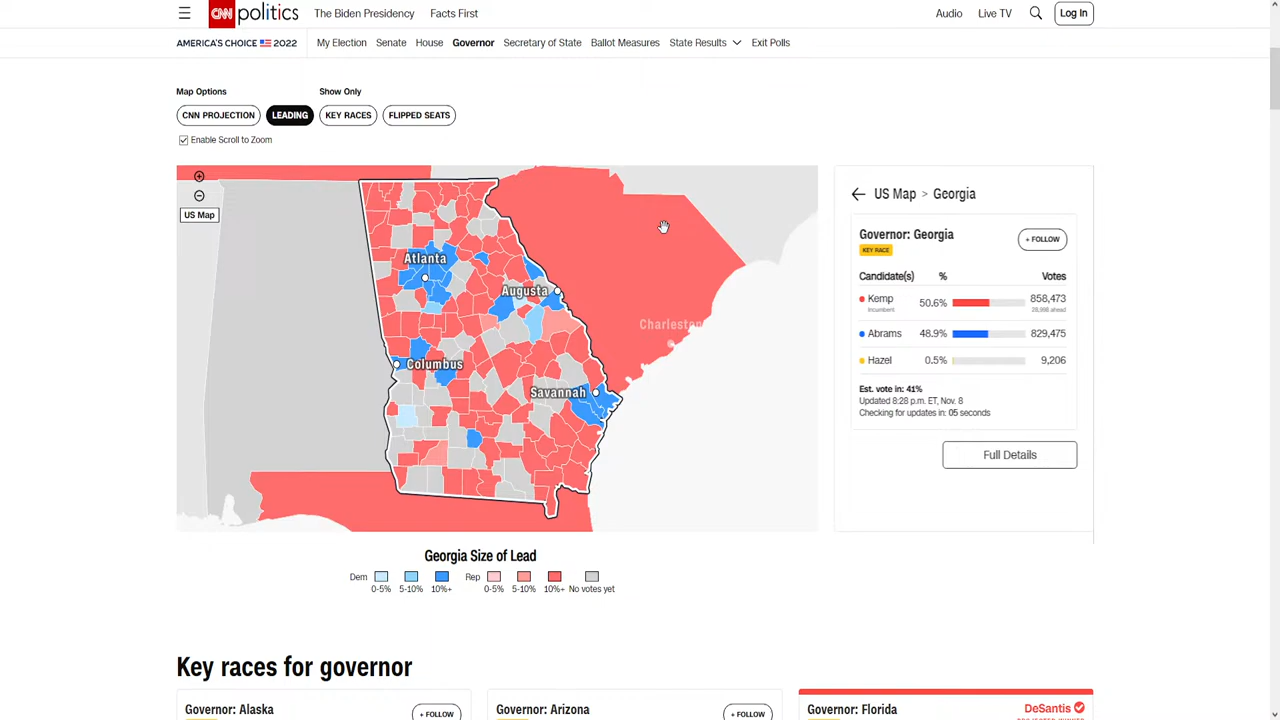 CNN politics The Biden Presidency Facts First Audio Live TV Log In
AMERICA'S CHOICE 2022 My Election Senate House Governor Secretary of State Ballot Measures State Results Exit Polls
Map Options Show Only
CNN PROJECTION LEADING KEY RACES FLIPPED SEATS
Enable Scroll to Zoom
US Map
Atlanta
Augusta
Charleston
Columbus
Savannah
US Map > Georgia
Governor: Georgia + FOLLOW
KEY RACE
Candidate(s) % Votes
Kemp 50.6% 858,473
Incumbent 28,998 ahead
Abrams 48.9% 829,475
Hazel 0.5% 9,206
Est. vote in: 41%
Updated 8:28 p.m. ET, Nov. 8
Checking for updates in: 05 seconds
Full Details
Georgia Size of Lead
Dem Rep
0-5% 5-10% 10%+ 0-5% 5-10% 10%+ No votes yet
Key races for governor
Governor: Alaska + FOLLOW Governor: Arizona + FOLLOW Governor: Florida DeSantis
PROJECTED WINNER